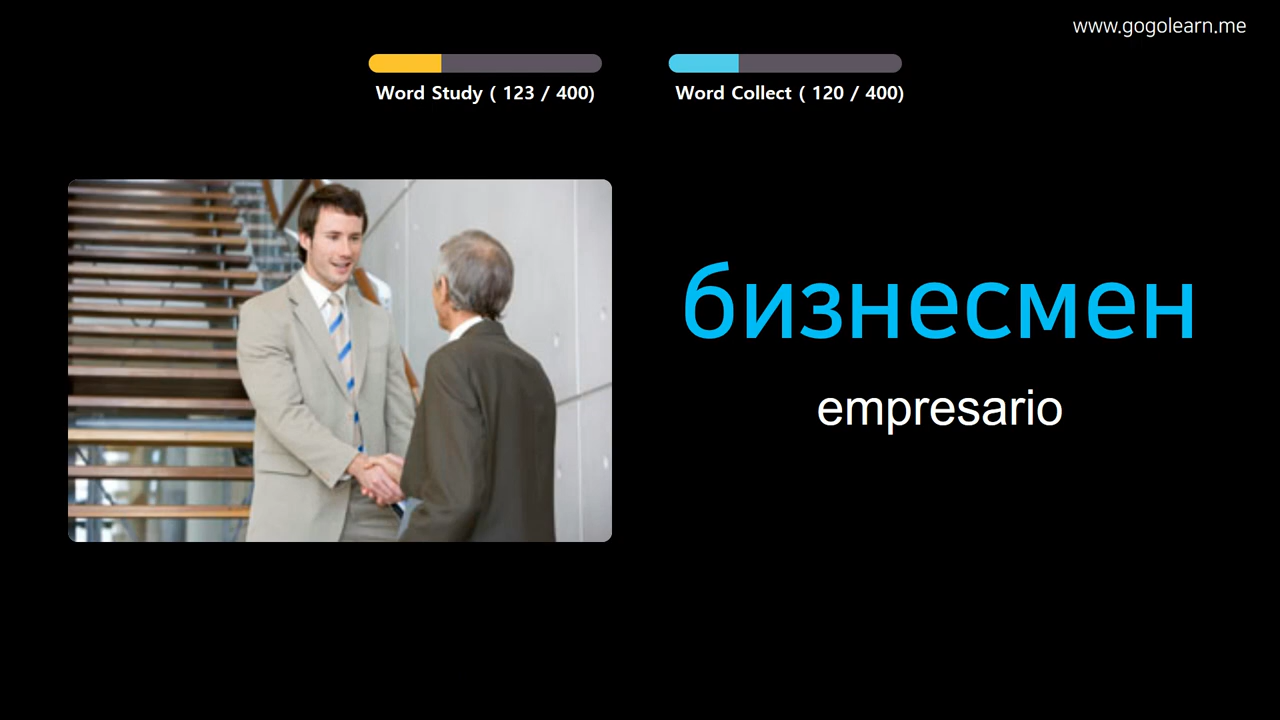 www.gogolearn.me
Word Study ( 123 / 400)
Word Collect ( 120 / 400)
бизнесмен
empresario